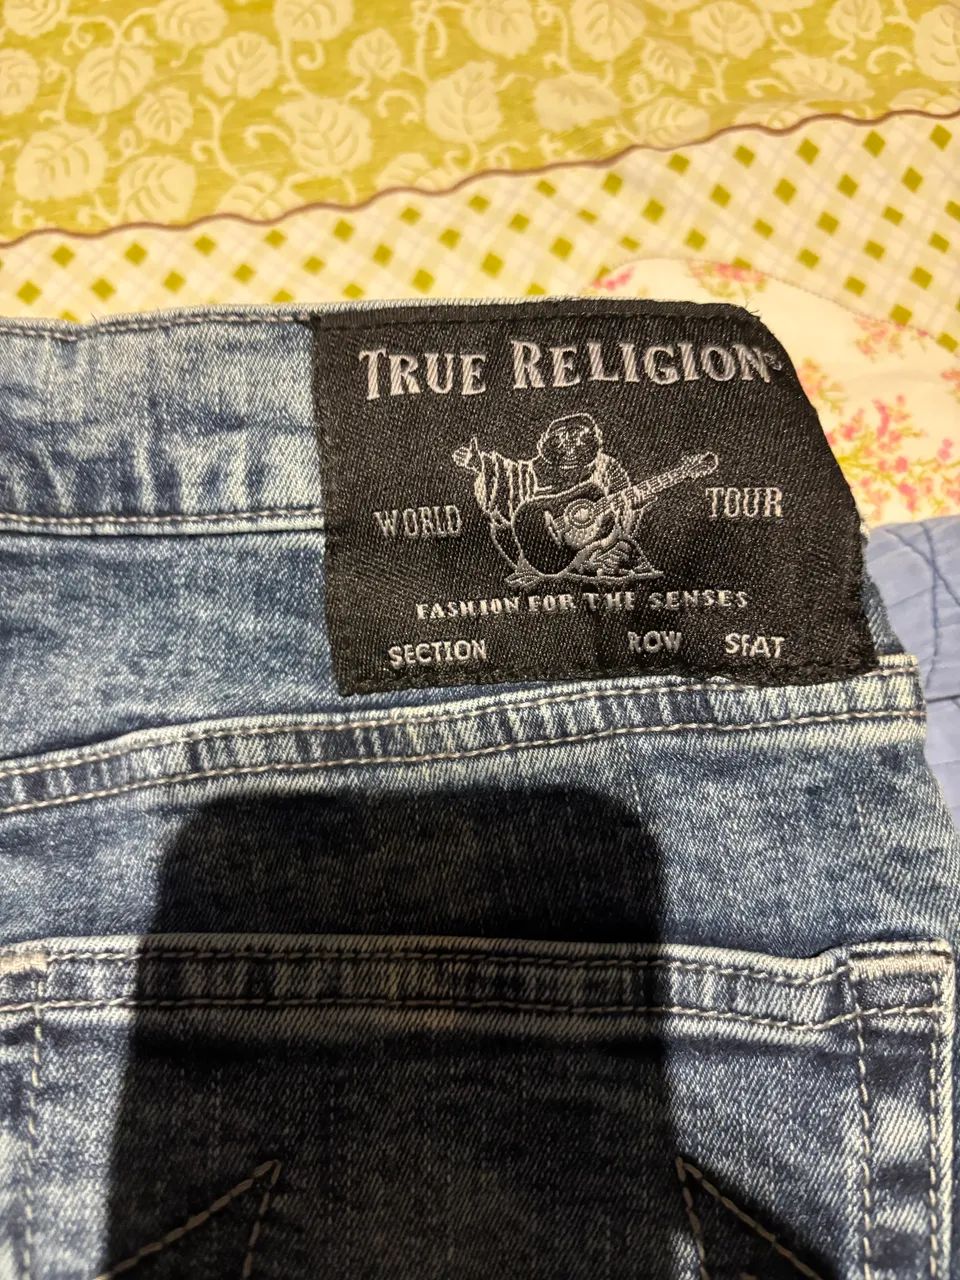 TRUE RELIGION®
WORLD TOUR
FASHION FOR THE SENSES
SECTION ROW SEAT